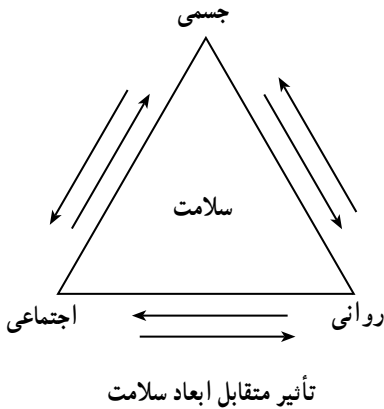 جسمی
سلامت
روانی
اجتماعی
تأثیر متقابل ابعاد سلامت